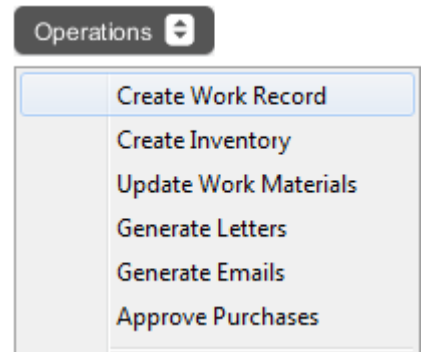 Operations
Create Work Record
Create Inventory
Update Work Materials
Generate Letters
Generate Emails
Approve Purchases